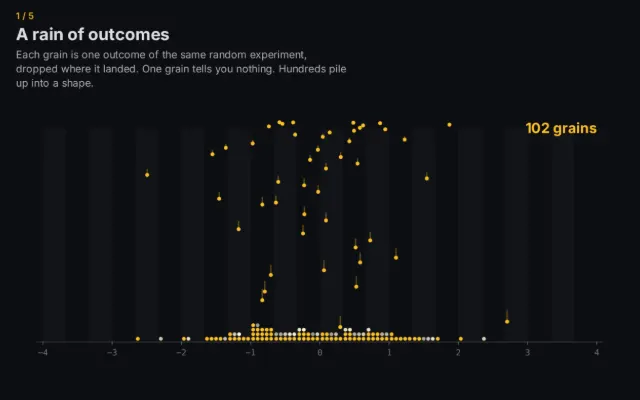 1 / 5
A rain of outcomes
Each grain is one outcome of the same random experiment,
dropped where it landed. One grain tells you nothing. Hundreds pile
up into a shape.
102 grains
−4 −3 −2 −1 0 1 2 3 4